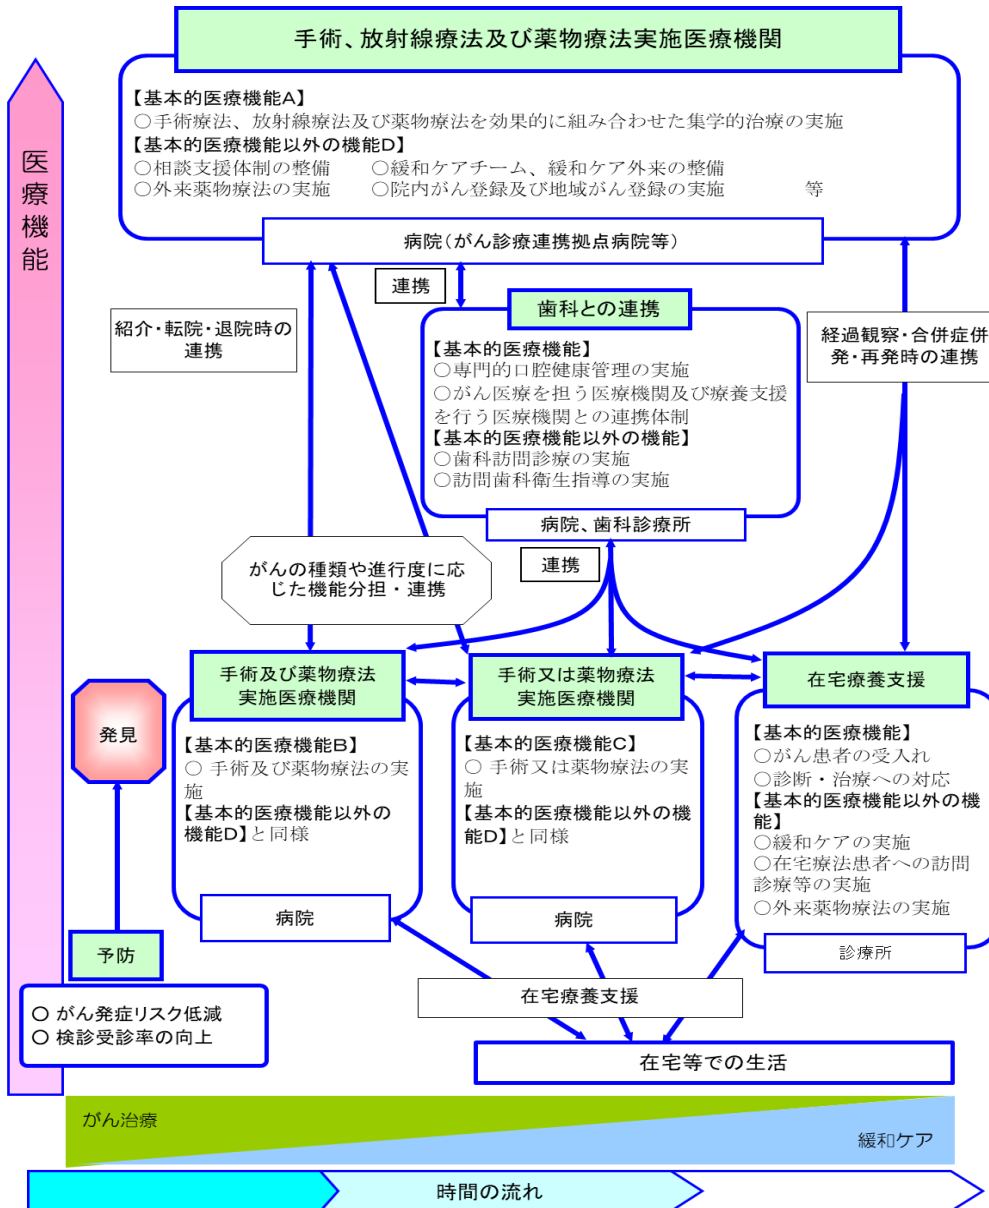 手術、放射線療法及び薬物療法実施医療機関
【基本的医療機能A】
○手術療法、放射線療法及び薬物療法を効果的に組み合わせた集学的治療の実施
【基本的医療機能以外の機能D】
○相談支援体制の整備　　○緩和ケアチーム、緩和ケア外来の整備
○外来薬物療法の実施　　○院内がん登録及び地域がん登録の実施　　　等
病院（がん診療連携拠点病院等）
医療機能
連携
紹介・転院・退院時の
連携
歯科との連携
【基本的医療機能】
○専門的口腔健康管理の実施
○がん医療を担う医療機関及び療養支援
を行う医療機関との連携体制
【基本的医療機能以外の機能】
○歯科訪問診療の実施
○訪問歯科衛生指導の実施
病院、歯科診療所
経過観察・合併症併
発・再発時の連携
連携
がんの種類や進行度に応
じた機能分担・連携
手術及び薬物療法
実施医療機関
【基本的医療機能B】
○ 手術及び薬物療法の実
施
【基本的医療機能以外の
機能D】と同様
病院
手術又は薬物療法
実施医療機関
【基本的医療機能C】
○ 手術又は薬物療法の実
施
【基本的医療機能以外の機
能D】と同様
病院
在宅療養支援
【基本的医療機能】
○がん患者の受入れ
○診断・治療への対応
【基本的医療機能以外の機
能】
○緩和ケアの実施
○在宅療法患者への訪問
診療等の実施
○外来薬物療法の実施
診療所
発見
予防
○ がん発症リスク低減
○ 検診受診率の向上
在宅療養支援
在宅等での生活
がん治療
緩和ケア
時間の流れ